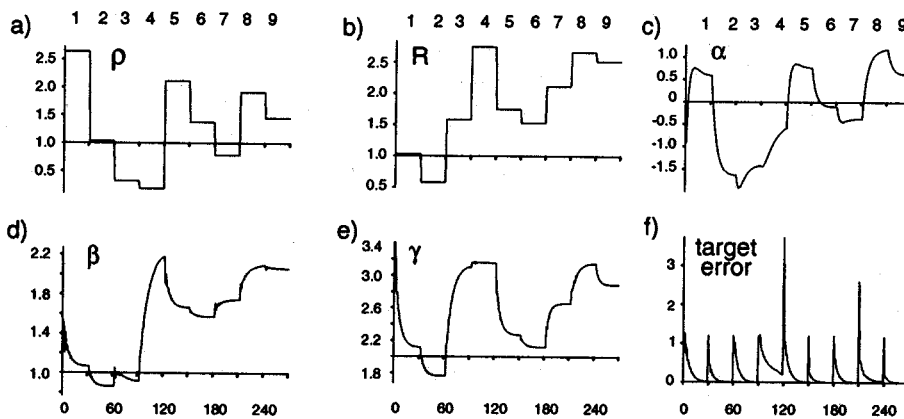 1 2 3 4 5 6 7 8 9
1 2 3 4 5 6 7 8 9
1 2 3 4 5 6 7 8 9
a)
ρ
2.5
2.0
1.5
1.0
0.5
b)
R
2.5
2.0
1.5
1.0
0.5
c)
α
1.0
0.5
0
-0.5
-1.0
-1.5
d)
β
2.2
1.8
1.4
1.0
0 60 120 180 240
e)
γ
3.4
3.0
2.6
2.2
1.8
0 60 120 180 240
f)
target
error
3
2
1
0
0 60 120 180 240